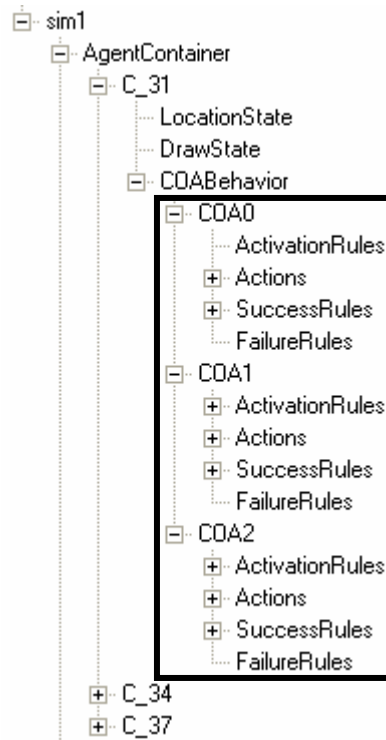 sim1
AgentContainer
C_31
LocationState
DrawState
COABehavior
COA0
ActivationRules
Actions
SuccessRules
FailureRules
COA1
ActivationRules
Actions
SuccessRules
FailureRules
COA2
ActivationRules
Actions
SuccessRules
FailureRules
C_34
C_37